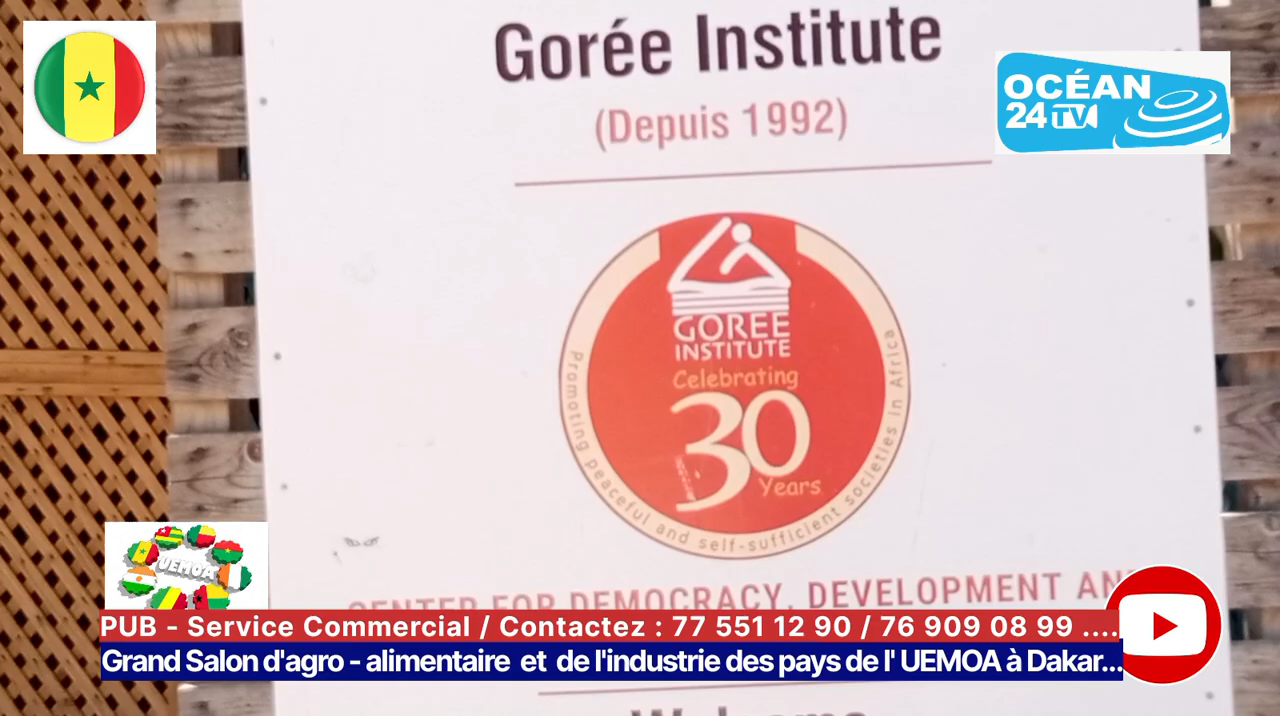 Gorée Institute
(Depuis 1992)
OCÉAN
24 TV
GOREE
INSTITUTE
Celebrating
30
Years
Promoting peaceful and self-sufficient societies in Africa
UEMOA
CENTER FOR DEMOCRACY, DEVELOPMENT AND
PUB - Service Commercial / Contactez : 77 551 12 90 / 76 909 08 99 ....
Grand Salon d'agro - alimentaire et de l'industrie des pays de l' UEMOA à Dakar...
Welcome